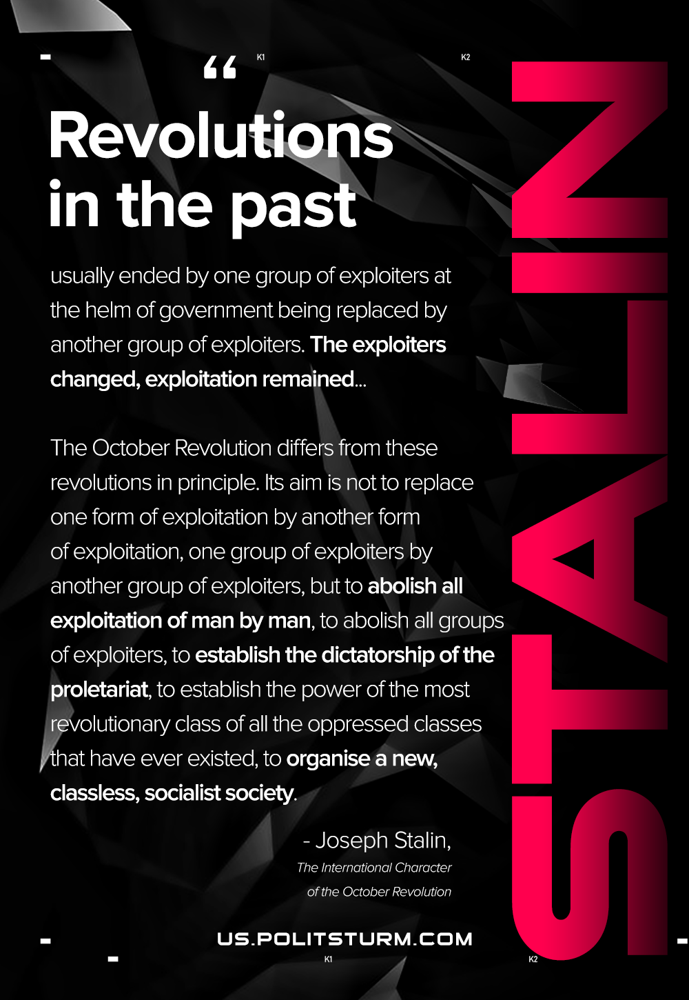 K1
K2
“
Revolutions
in the past
usually ended by one group of exploiters at
the helm of government being replaced by
another group of exploiters. The exploiters
changed, exploitation remained...
The October Revolution differs from these
revolutions in principle. Its aim is not to replace
one form of exploitation by another form
of exploitation, one group of exploiters by
another group of exploiters, but to abolish all
exploitation of man by man, to abolish all groups
of exploiters, to establish the dictatorship of the
proletariat, to establish the power of the most
revolutionary class of all the oppressed classes
that have ever existed, to organise a new,
classless, socialist society.
- Joseph Stalin,
The International Character
of the October Revolution
US.POLITSTURM.COM
K1
K2
STALIN